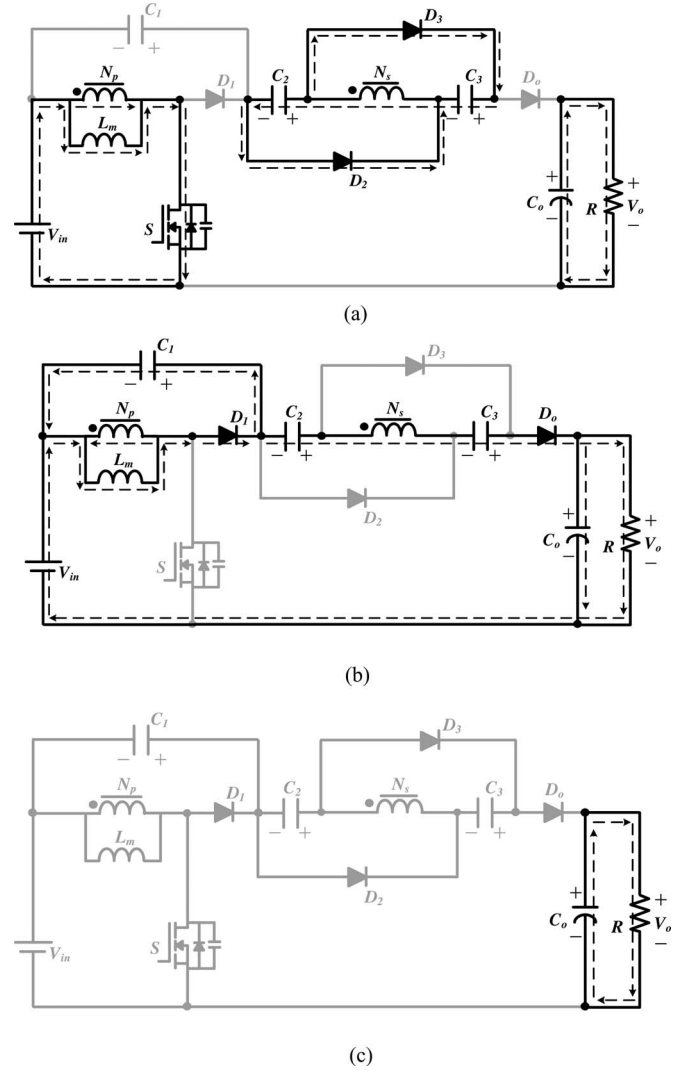 C1
− +
D3
Np
D1
C2
Ns
C3
Do
Lm
− +
− +
D2
S
Vin
Co
+
−
R
+
Vo
−
(a)
C1
− +
D3
Np
D1
C2
Ns
C3
Do
Lm
− +
− +
D2
S
Vin
Co
+
−
R
+
Vo
−
(b)
C1
− +
D3
Np
D1
C2
Ns
C3
Do
Lm
− +
− +
D2
S
Vin
Co
+
−
R
+
Vo
−
(c)